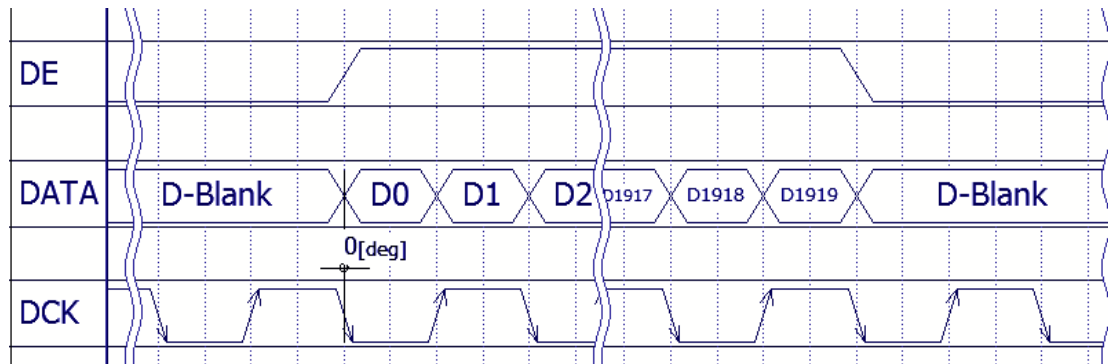 DE
DATA D-Blank D0 D1 D2 D1917 D1918 D1919 D-Blank
0[deg]
DCK